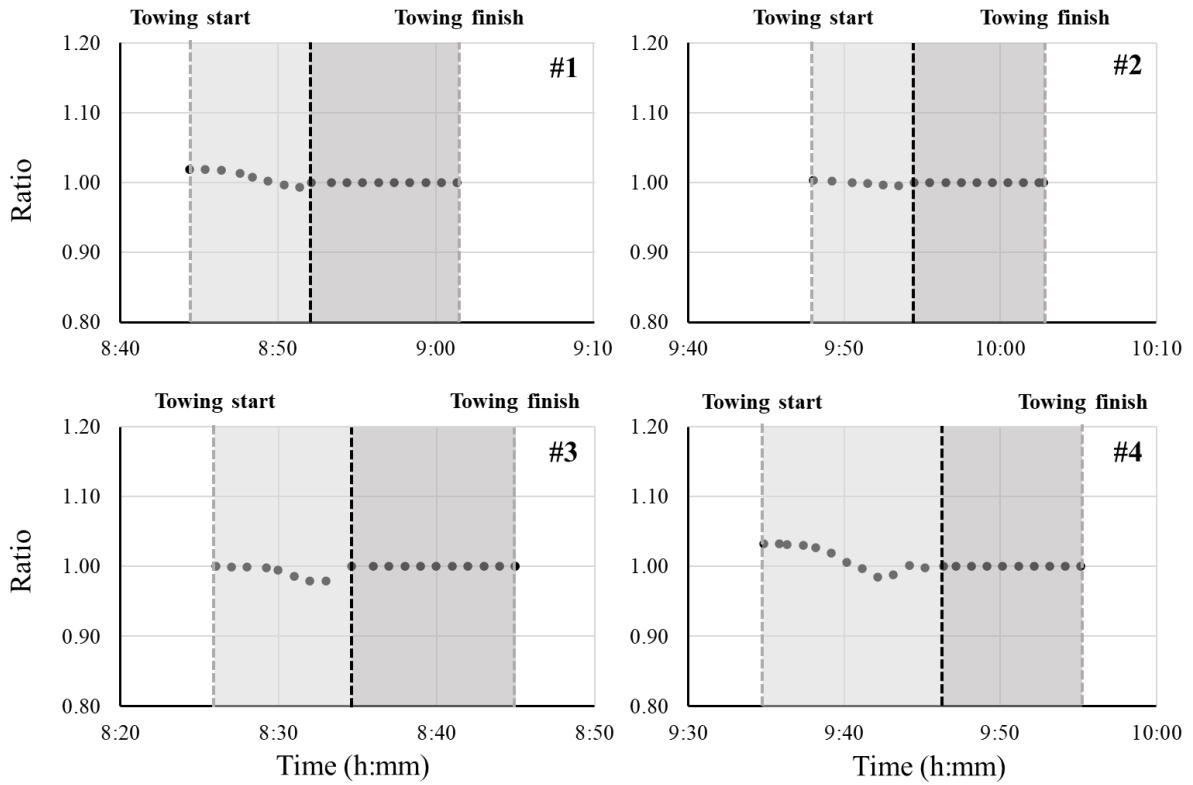 Towing start Towing finish Towing start Towing finish
1.20 #1 1.20 #2
1.10 1.10
Ratio 1.00 1.00
0.90 0.90
0.80 0.80
8:40 8:50 9:00 9:10 9:40 9:50 10:00 10:10
Towing start Towing finish Towing start Towing finish
1.20 #3 1.20 #4
1.10 1.10
Ratio 1.00 1.00
0.90 0.90
0.80 0.80
8:20 8:30 8:40 8:50 9:30 9:40 9:50 10:00
Time (h:mm) Time (h:mm)